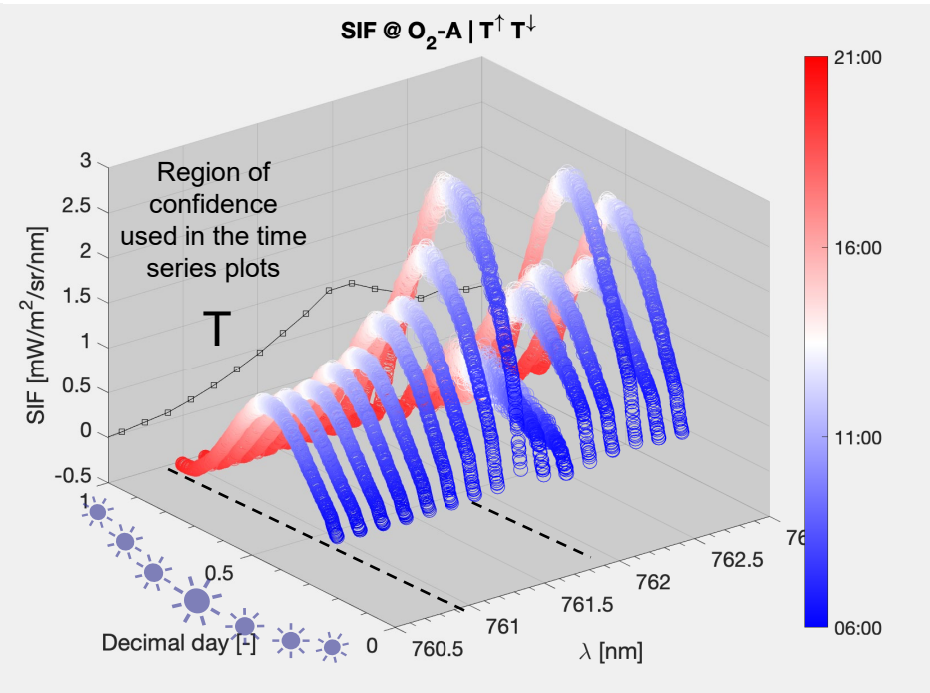 SIF @ O₂-A | T↑ T↓
21:00
3
Region of
confidence
used in the time
series plots
2.5
2
16:00
1.5
T
1
0.5
0
-0.5
11:00
SIF [mW/m²/sr/nm]
1
0.5
0
Decimal day [-]
760.5
761
761.5
762
762.5
76
λ [nm]
06:00